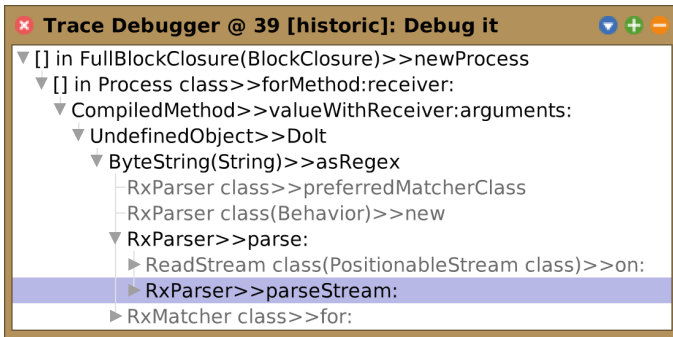 Trace Debugger @ 39 [historic]: Debug it
[] in FullBlockClosure(BlockClosure)>>newProcess
[] in Process class>>forMethod:receiver:
CompiledMethod>>valueWithReceiver:arguments:
UndefinedObject>>DoIt
ByteString(String)>>asRegex
RxParser class>>preferredMatcherClass
RxParser class(Behavior)>>new
RxParser>>parse:
ReadStream class(PositionableStream class)>>on:
RxParser>>parseStream:
RxMatcher class>>for: